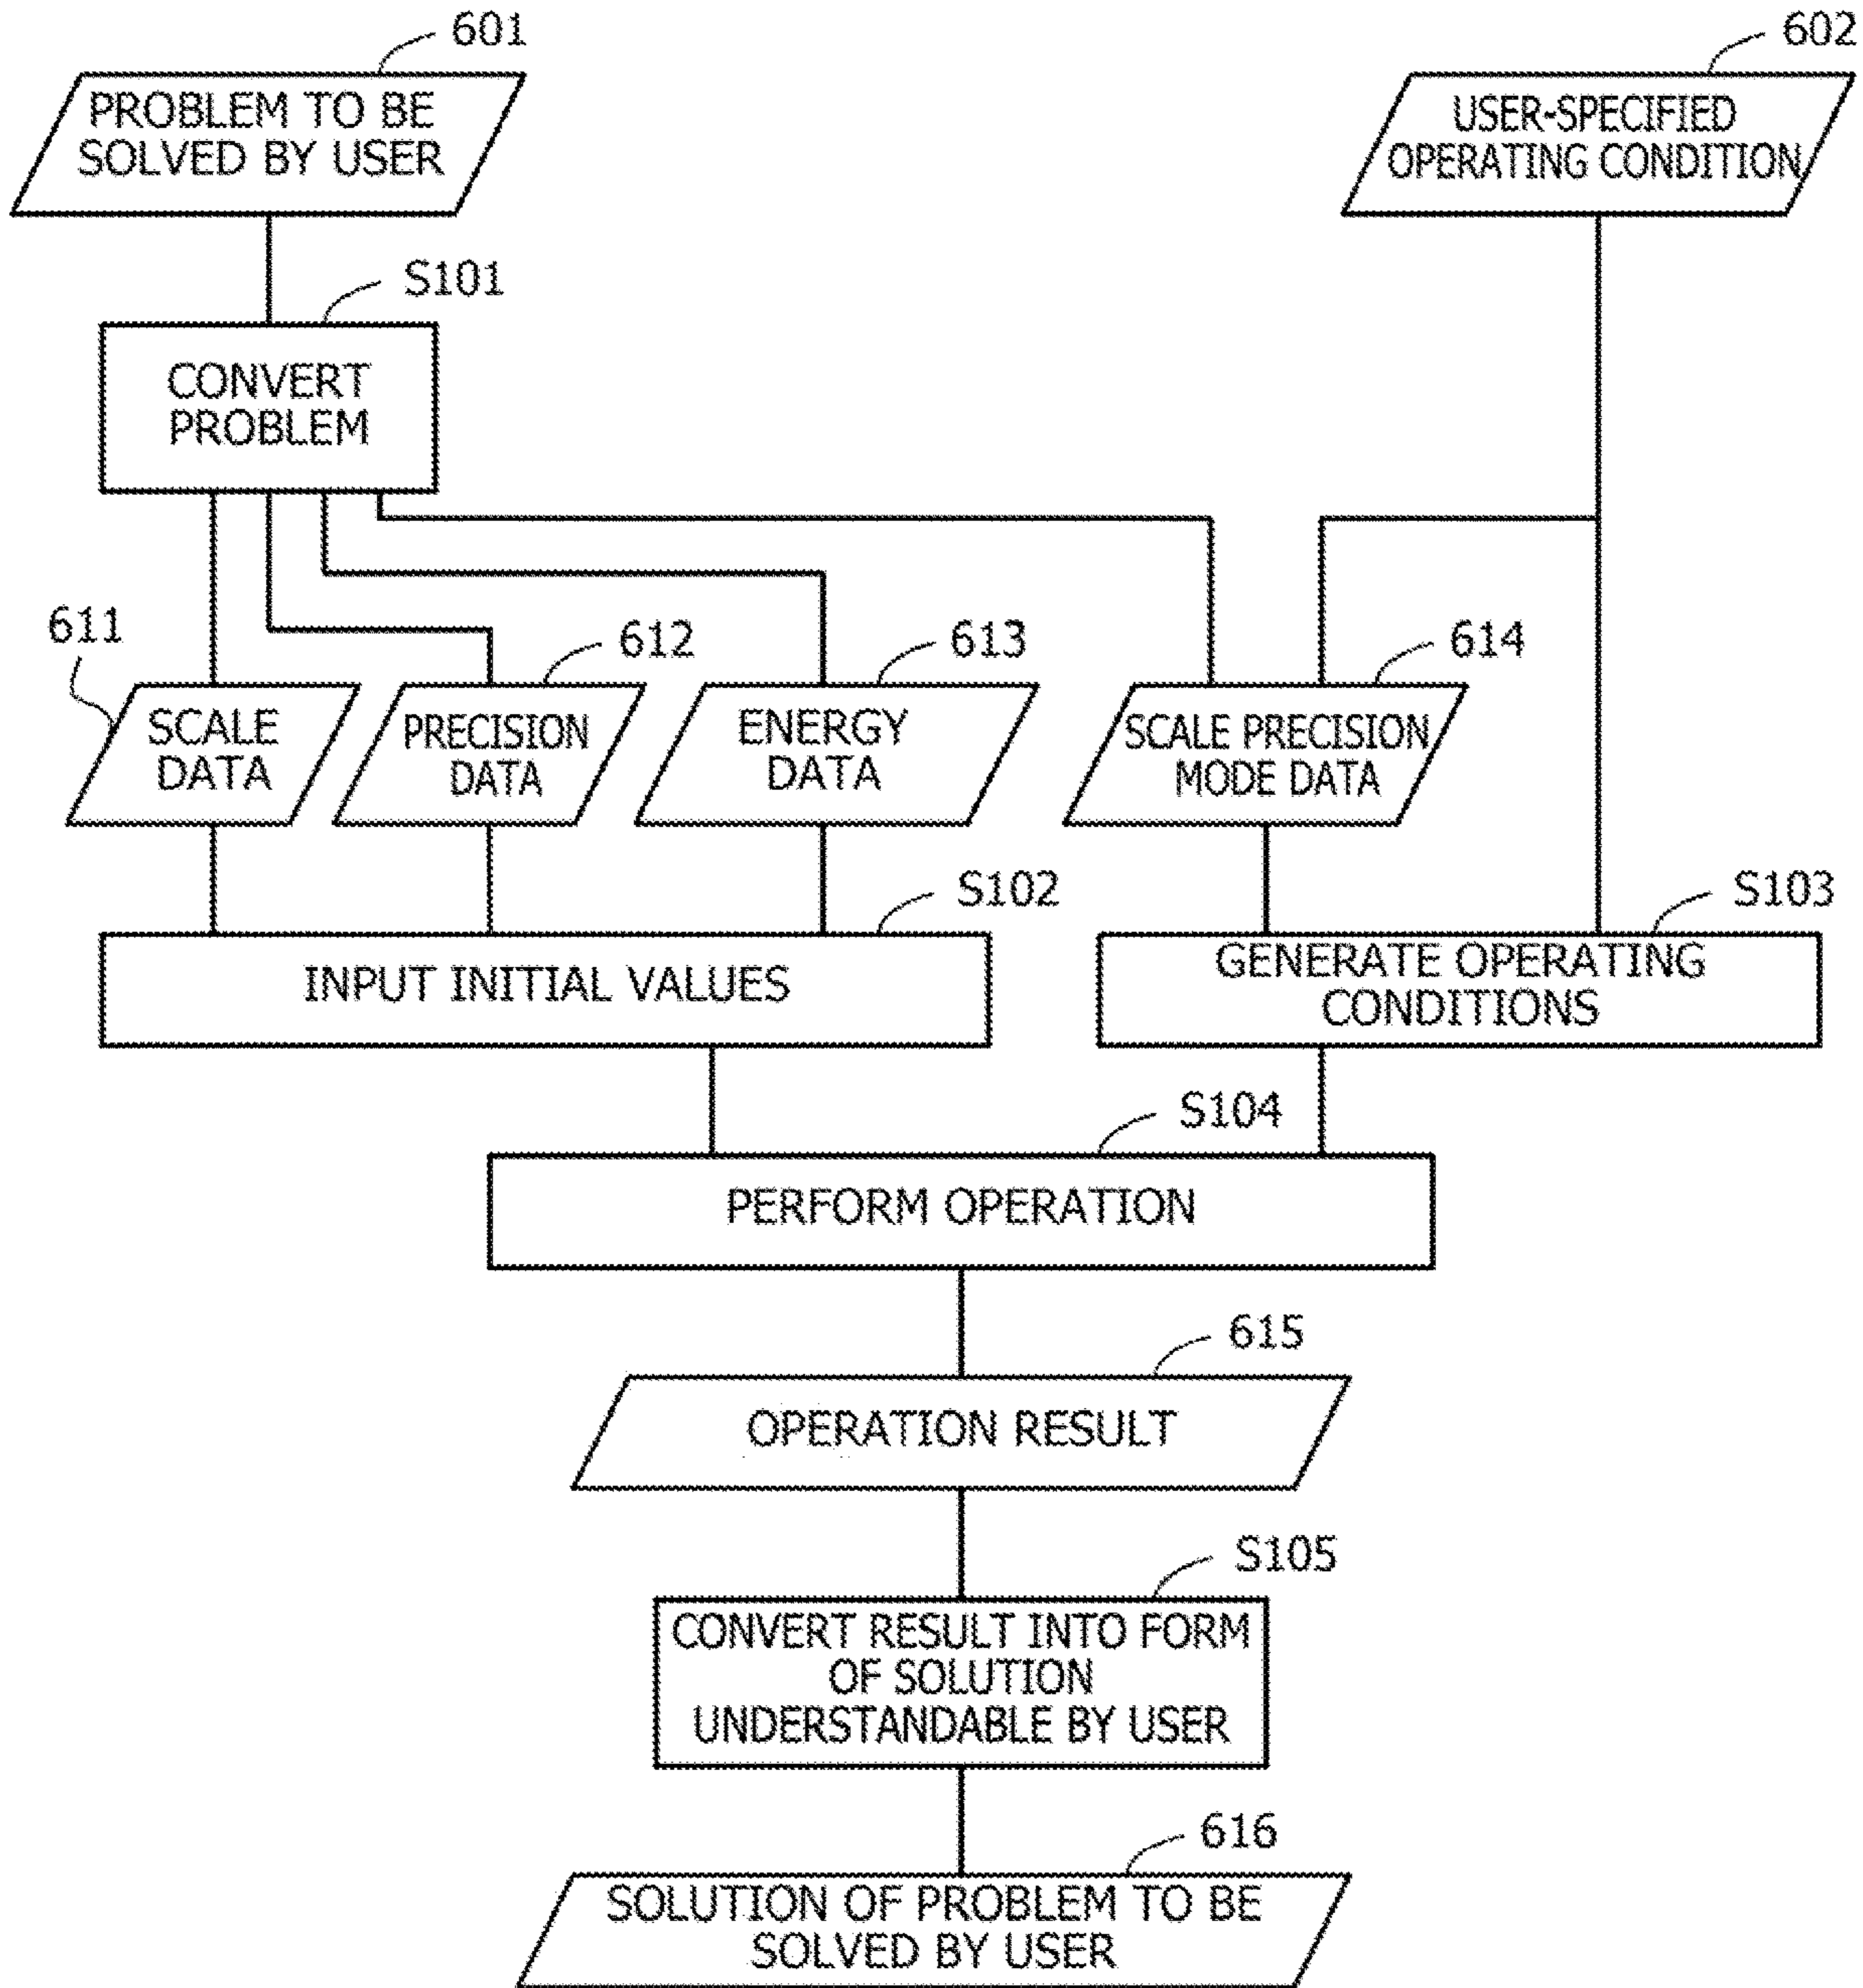 601
602
PROBLEM TO BE
SOLVED BY USER
USER-SPECIFIED
OPERATING CONDITION
S101
CONVERT
PROBLEM
611
612
613
614
SCALE
DATA
PRECISION
DATA
ENERGY
DATA
SCALE PRECISION
MODE DATA
S102
S103
INPUT INITIAL VALUES
GENERATE OPERATING
CONDITIONS
S104
PERFORM OPERATION
615
OPERATION RESULT
S105
CONVERT RESULT INTO FORM
OF SOLUTION
UNDERSTANDABLE BY USER
616
SOLUTION OF PROBLEM TO BE
SOLVED BY USER